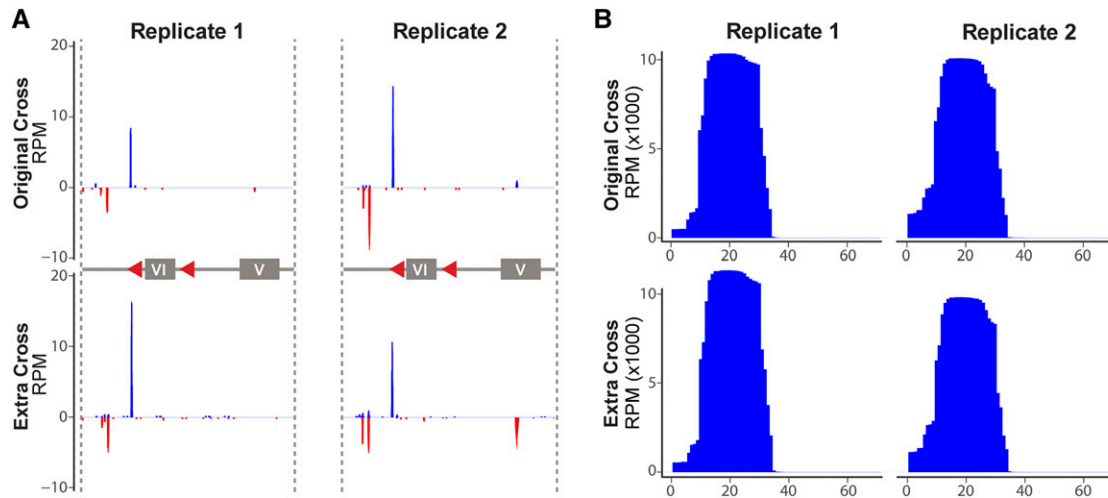 A
Replicate 1
Replicate 2
Original Cross
RPM
20
10
0
−10
VI
V
VI
V
Extra Cross
RPM
20
10
0
−10
B
Replicate 1
Replicate 2
Original Cross
RPM (x1000)
10
5
0
0
20
40
60
0
20
40
60
Extra Cross
RPM (x1000)
10
5
0
0
20
40
60
0
20
40
60